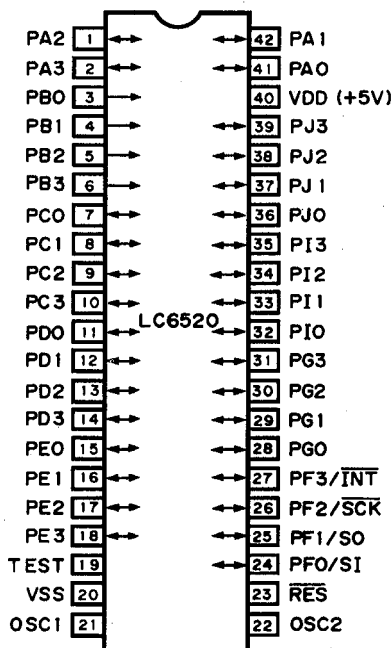 PA2 1 42 PA1
PA3 2 41 PA0
PB0 3 40 VDD (+5V)
PB1 4 39 PJ3
PB2 5 38 PJ2
PB3 6 37 PJ1
PC0 7 36 PJ0
PC1 8 35 PI3
PC2 9 34 PI2
PC3 10 33 PI1
LC6520
PD0 11 32 PI0
PD1 12 31 PG3
PD2 13 30 PG2
PD3 14 29 PG1
PE0 15 28 PG0
PE1 16 27 PF3/INT
PE2 17 26 PF2/SCK
PE3 18 25 PF1/SO
TEST 19 24 PF0/SI
VSS 20 23 RES
OSC1 21 22 OSC2